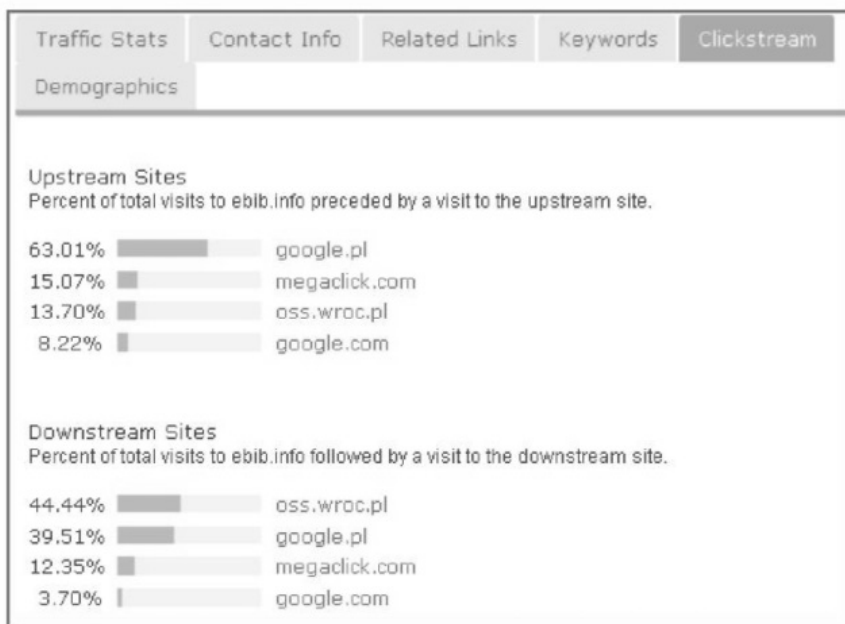 Traffic Stats Contact Info Related Links Keywords Clickstream
Demographics
Upstream Sites
Percent of total visits to ebib.info preceded by a visit to the upstream site.
63.01% google.pl
15.07% megaclick.com
13.70% oss.wroc.pl
8.22% google.com
Downstream Sites
Percent of total visits to ebib.info followed by a visit to the downstream site.
44.44% oss.wroc.pl
39.51% google.pl
12.35% megaclick.com
3.70% google.com